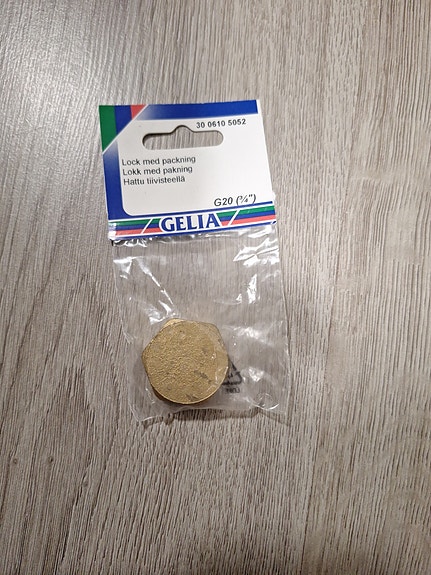 30 0610 5052
Lock med packning
Lokk med pakning
Hattu tiivisteellä
G20 (¾")
GELIA